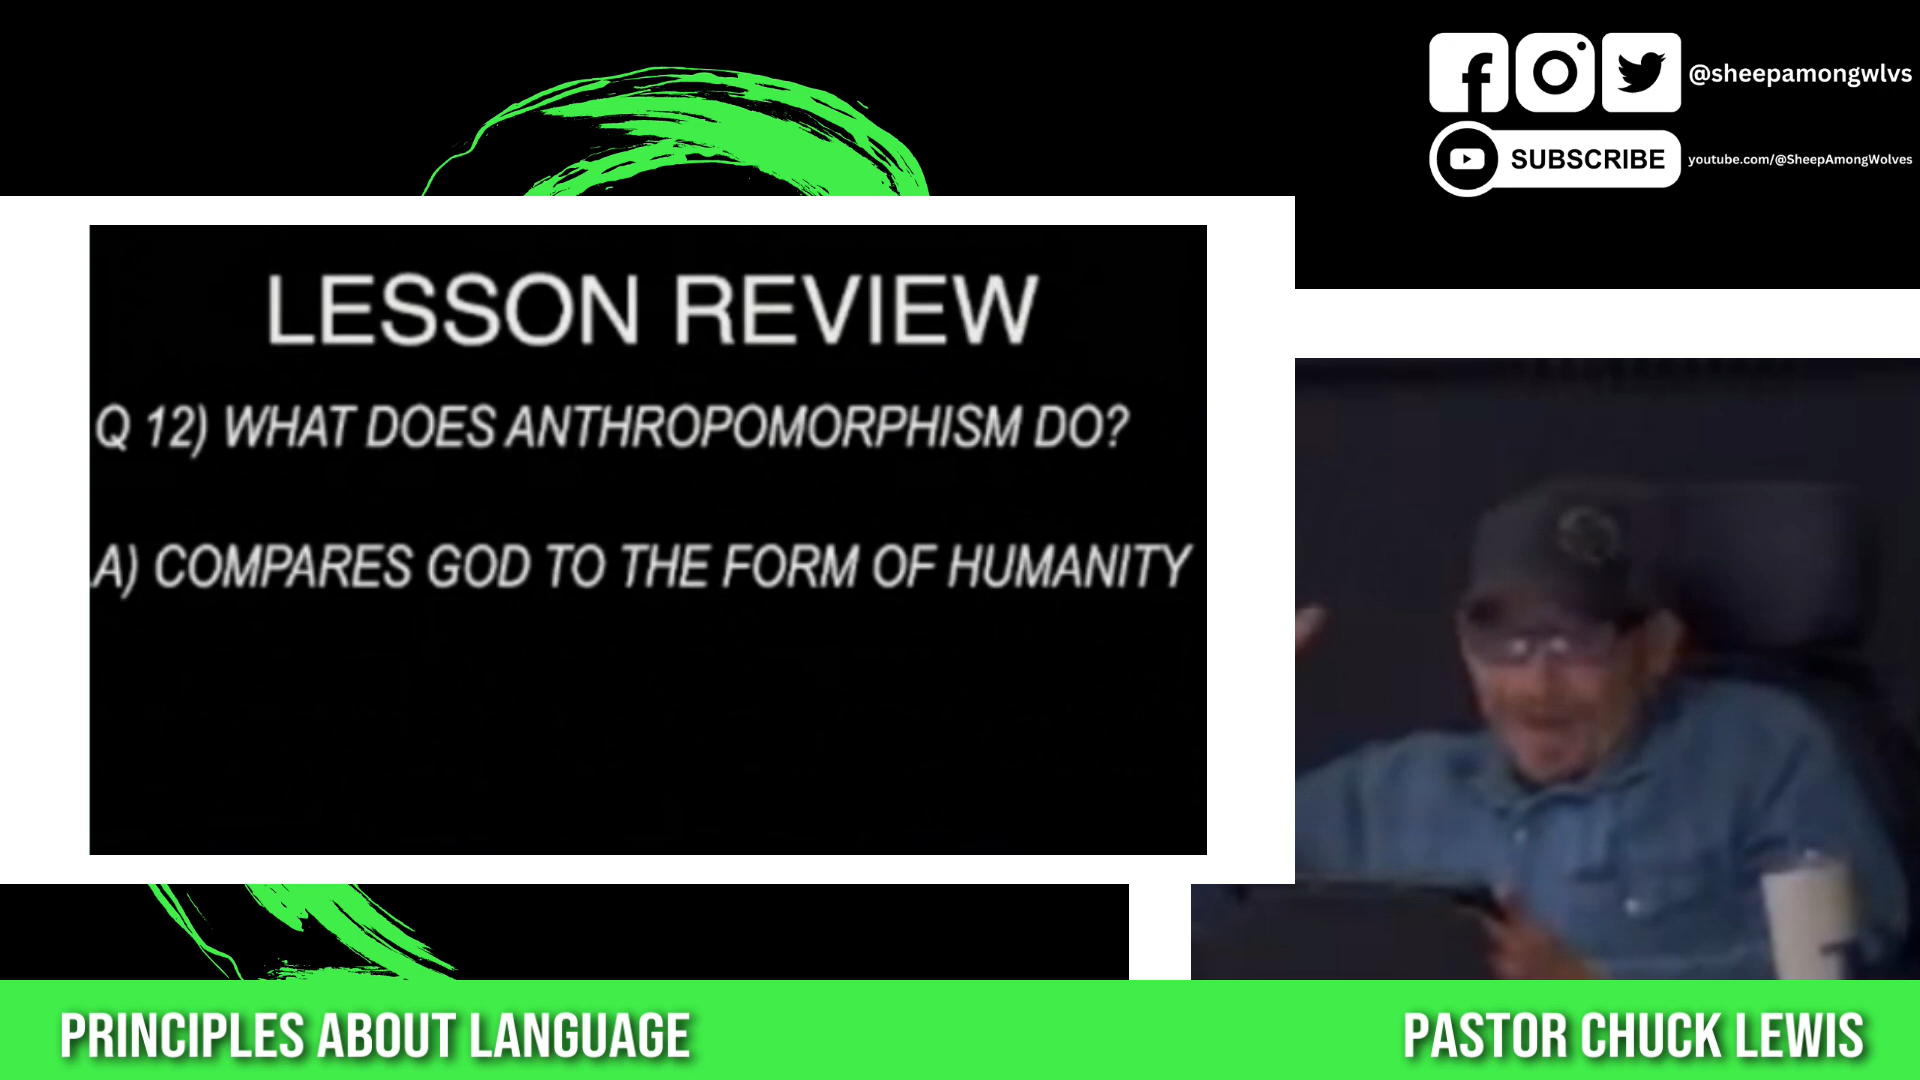 @sheepamongwlvs
SUBSCRIBE
youtube.com/@SheepAmongWolves
LESSON REVIEW
Q 12) WHAT DOES ANTHROPOMORPHISM DO?
A) COMPARES GOD TO THE FORM OF HUMANITY
PRINCIPLES ABOUT LANGUAGE
PASTOR CHUCK LEWIS